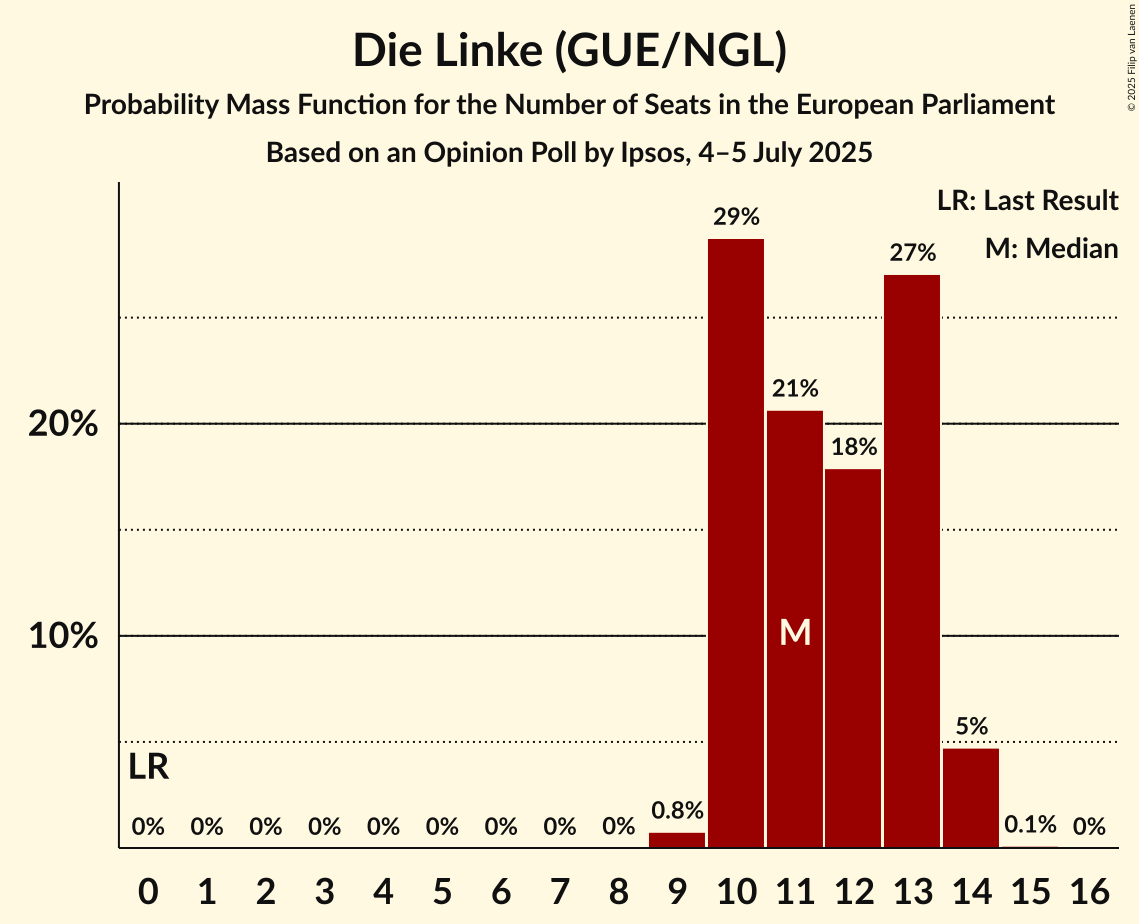 Die Linke (GUE/NGL)
Probability Mass Function for the Number of Seats in the European Parliament
Based on an Opinion Poll by Ipsos, 4–5 July 2025
© 2025 Filip van Laenen
LR: Last Result
M: Median
29%
27%
21%
20%
18%
M
10%
5%
LR
0% 0% 0% 0% 0% 0% 0% 0% 0% 0.8% 0.1% 0%
0 1 2 3 4 5 6 7 8 9 10 11 12 13 14 15 16